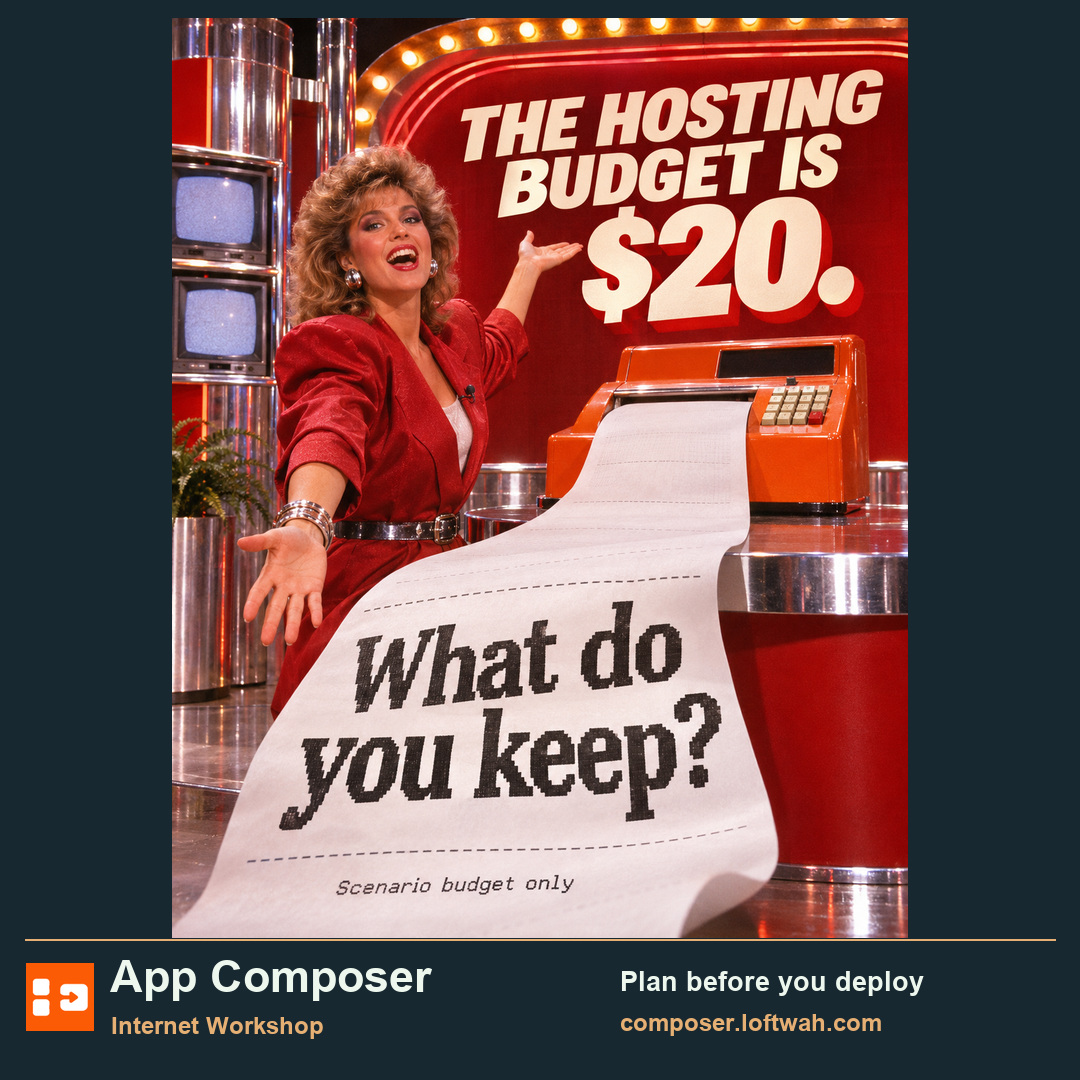 THE HOSTING
BUDGET IS
$20.
What do
you keep?
Scenario budget only
App Composer
Internet Workshop
Plan before you deploy
composer.loftwah.com